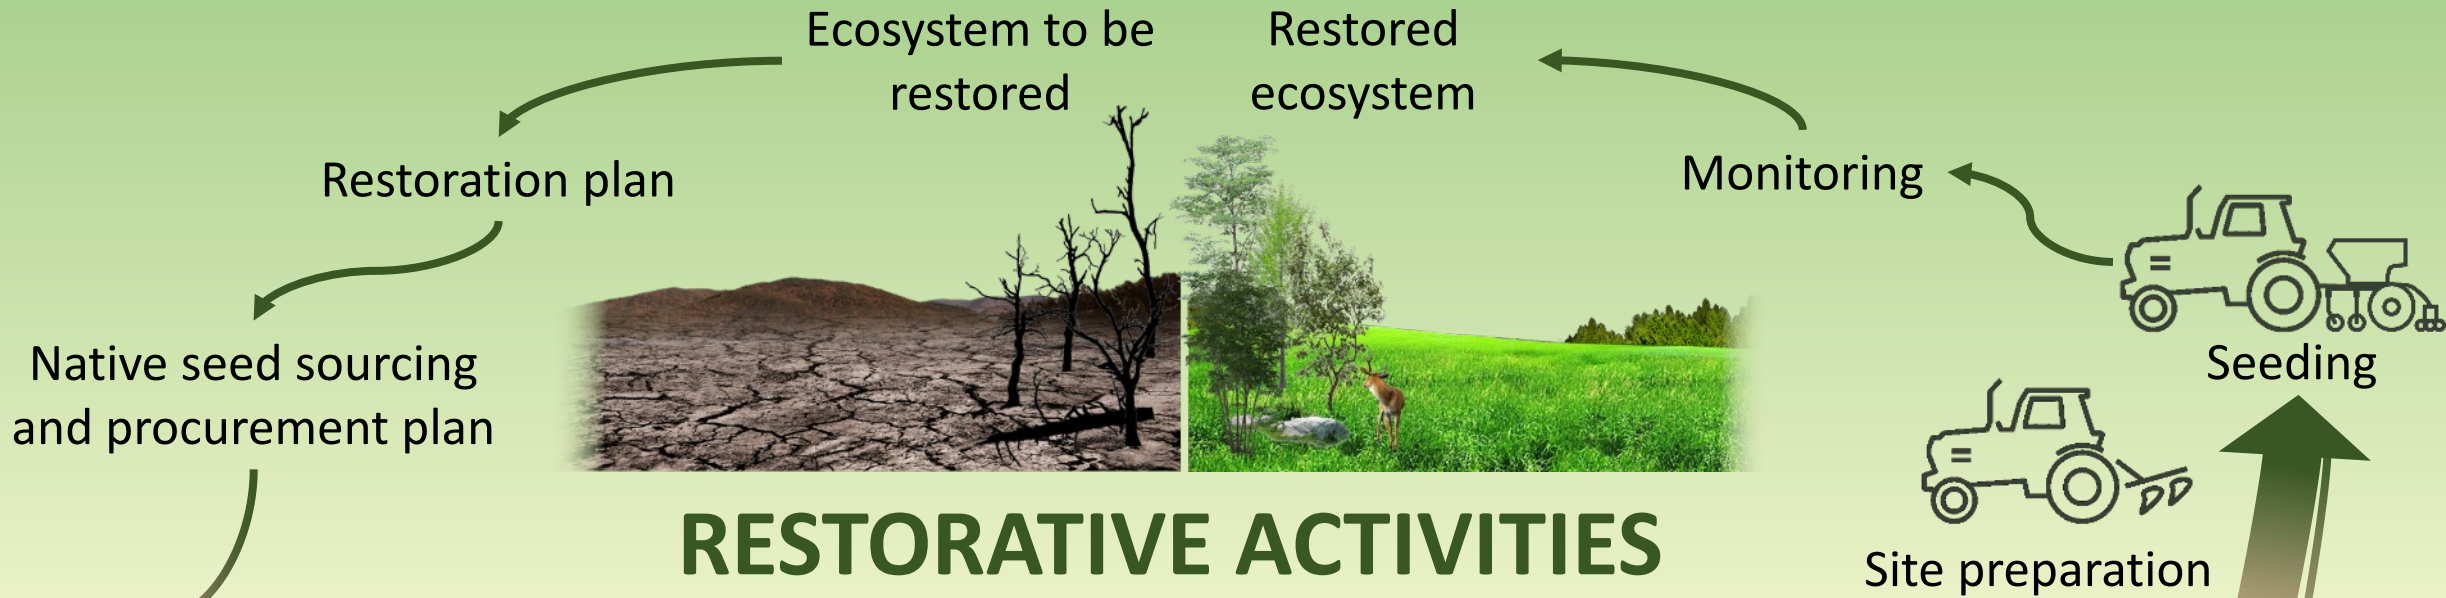 Ecosystem to be
restored
Restored
ecosystem
Restoration plan
Monitoring
Native seed sourcing
and procurement plan
Seeding
RESTORATIVE ACTIVITIES
Site preparation